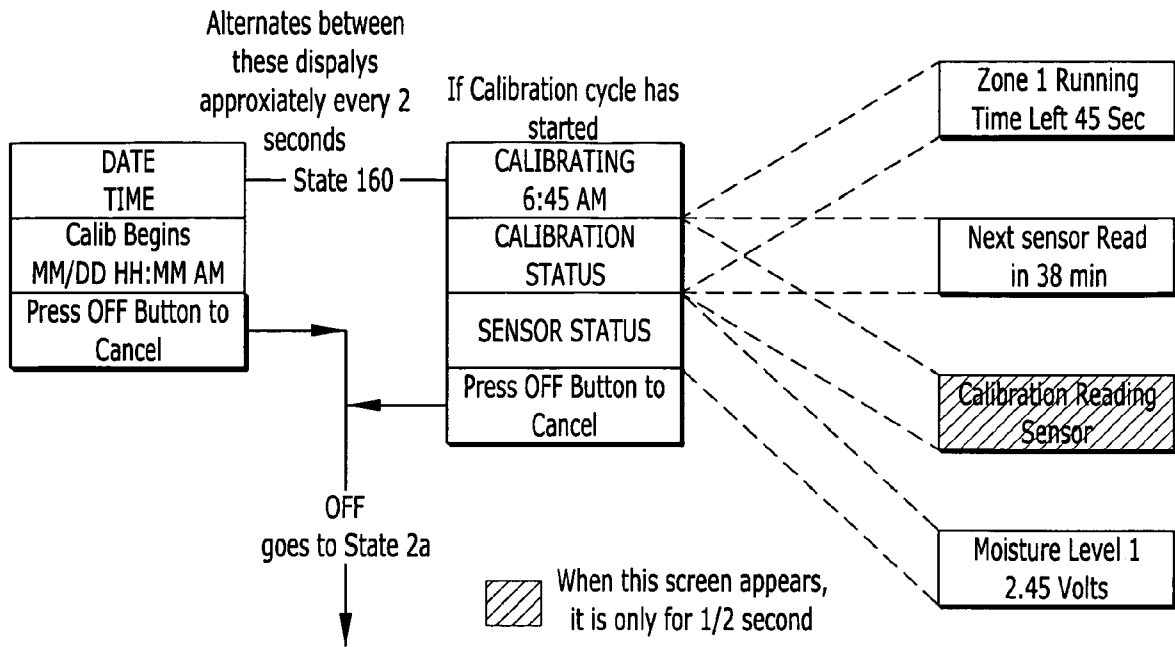 Alternates between
these dispalys
approxiately every 2
seconds
If Calibration cycle has
started
DATE
TIME
Calib Begins
MM/DD HH:MM AM
Press OFF Button to
Cancel
State 160
CALIBRATING
6:45 AM
CALIBRATION
STATUS
SENSOR STATUS
Press OFF Button to
Cancel
Zone 1 Running
Time Left 45 Sec
Next sensor Read
in 38 min
Calibration Reading
Sensor
Moisture Level 1
2.45 Volts
OFF
goes to State 2a
When this screen appears,
it is only for 1/2 second